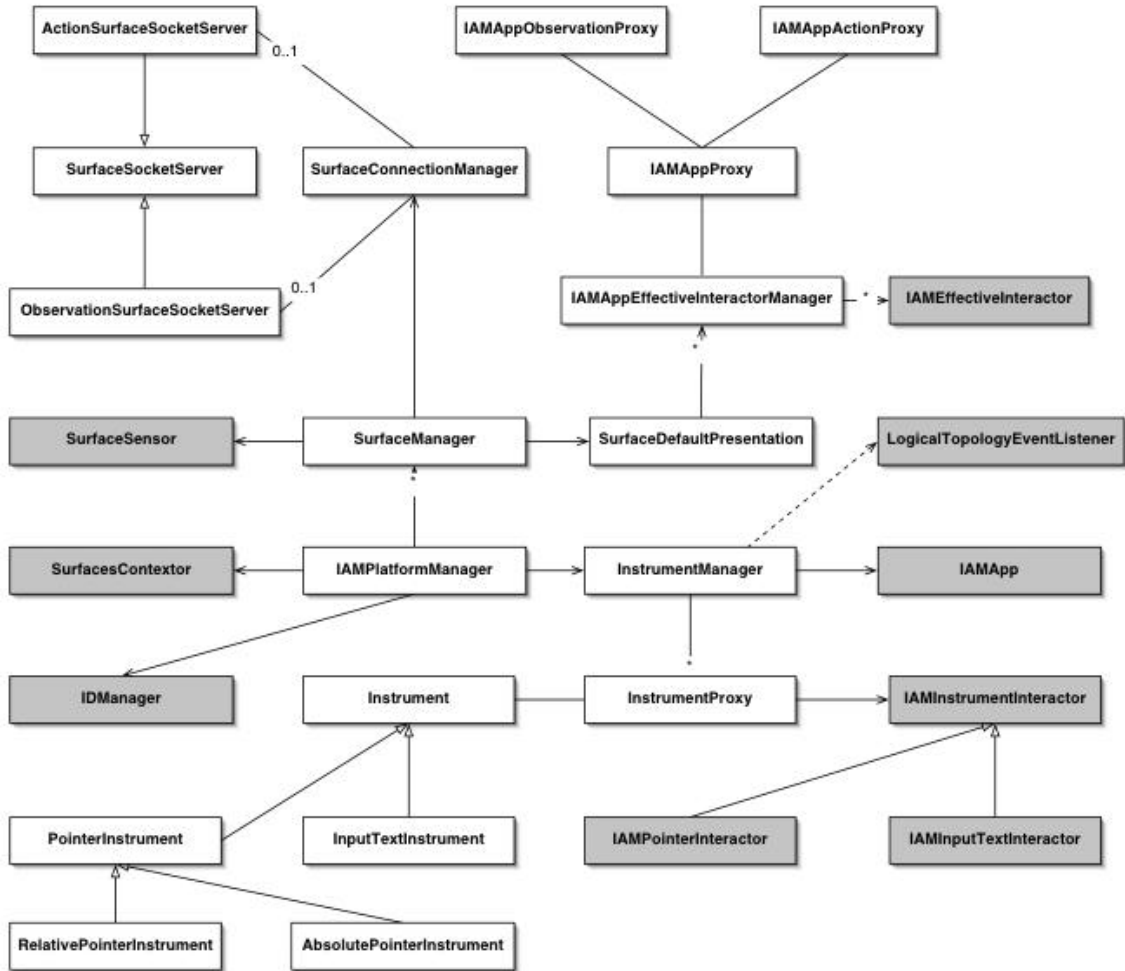 ActionSurfaceSocketServer
IAMAppObservationProxy
IAMAppActionProxy
0..1
SurfaceSocketServer
SurfaceConnectionManager
IAMAppProxy
0..1
ObservationSurfaceSocketServer
IAMAppEffectiveInteractorManager
*
IAMEffectiveInteractor
*
SurfaceSensor
SurfaceManager
SurfaceDefaultPresentation
LogicalTopologyEventListener
*
SurfacesContextor
IAMPlatformManager
InstrumentManager
IAMApp
*
IDManager
Instrument
InstrumentProxy
IAMInstrumentInteractor
PointerInstrument
InputTextInstrument
IAMPointerInteractor
IAMInputTextInteractor
RelativePointerInstrument
AbsolutePointerInstrument